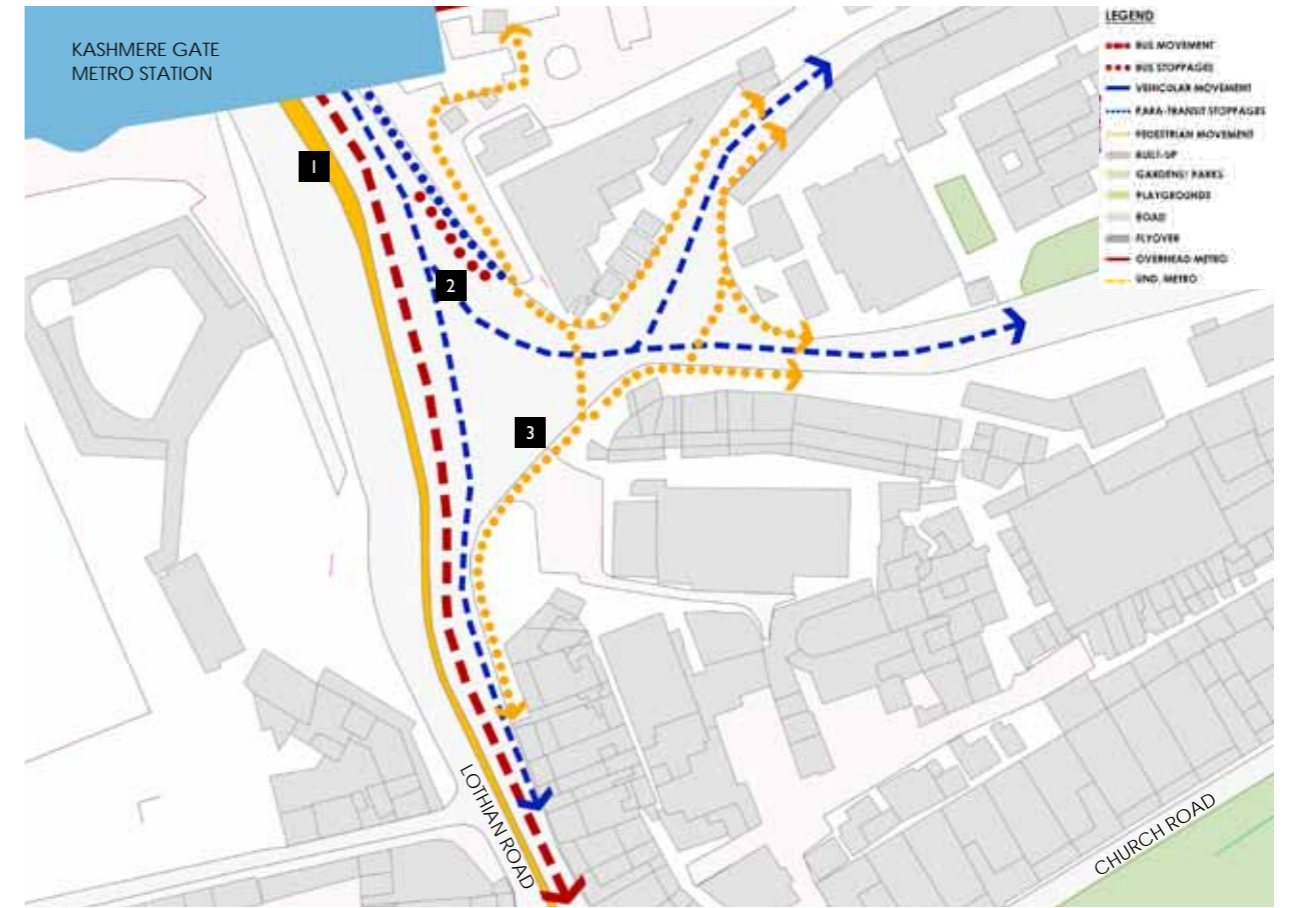 KASHMERE GATE
METRO STATION
LEGEND
BUS MOVEMENT
BUS STOPPAGES
VEHICULAR MOVEMENT
PARA-TRANSIT STOPPAGES
PEDESTRIAN MOVEMENT
BUILT-UP
GARDENS/ PARKS
PLAYGROUNDS
ROAD
FLYOVER
OVERHEAD METRO
UND. METRO
1
2
3
LOTHIAN ROAD
CHURCH ROAD